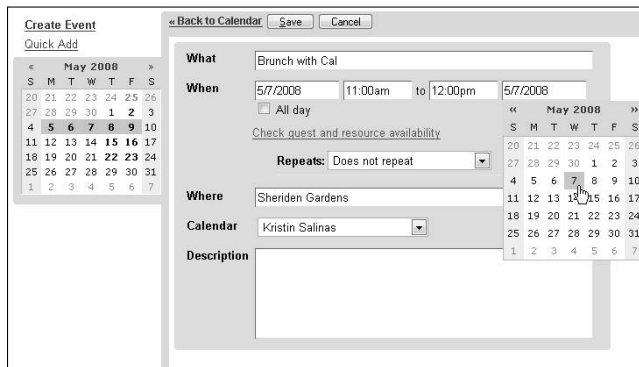 Create Event
Quick Add
« May 2008 »
S M T W T F S
20 21 22 23 24 25 26
27 28 29 30 1 2 3
4 5 6 7 8 9 10
11 12 13 14 15 16 17
18 19 20 21 22 23 24
25 26 27 28 29 30 31
1 2 3 4 5 6 7
« Back to Calendar Save Cancel
What Brunch with Cal
When 5/7/2008 11:00am to 12:00pm 5/7/2008
All day
Check guest and resource availability
Repeats: Does not repeat
Where Sheriden Gardens
Calendar Kristin Salinas
Description
« May 2008 »
S M T W T F S
20 21 22 23 24 25 26
27 28 29 30 1 2 3
4 5 6 7 8 9 10
11 12 13 14 15 16 17
18 19 20 21 22 23 24
25 26 27 28 29 30 31
1 2 3 4 5 6 7